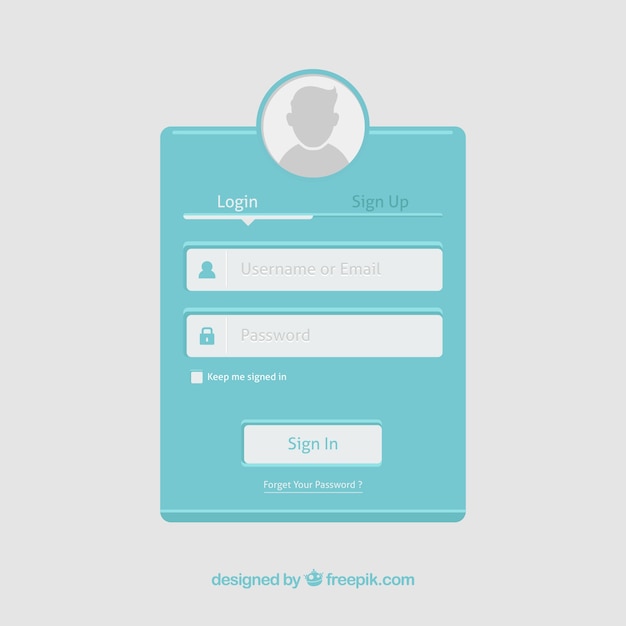 Login
Sign Up
Username or Email
Password
Keep me signed in
Sign In
Forget Your Password ?
designed by freepik.com